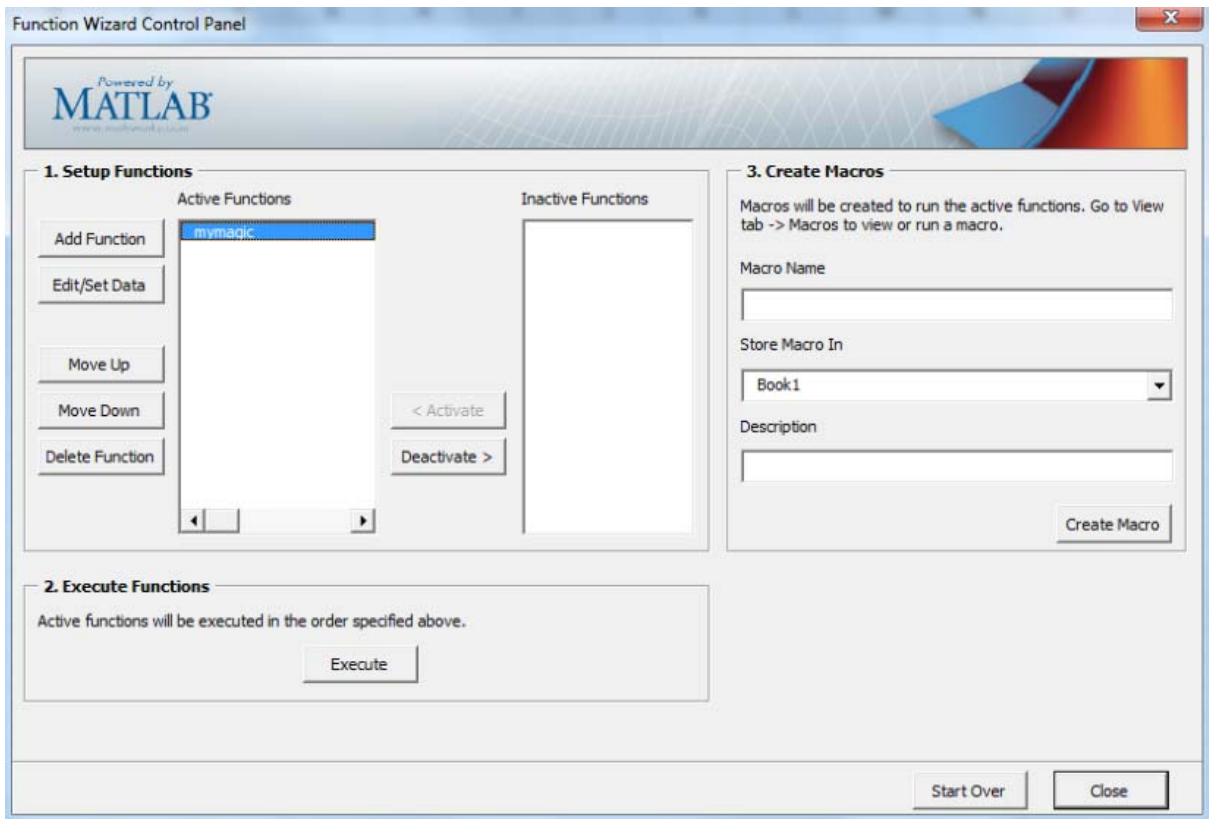 Function Wizard Control Panel
Powered by
MATLAB®
1. Setup Functions
Active Functions
Inactive Functions
Add Function
mymagic
Edit/Set Data
Move Up
Move Down
< Activate
Delete Function
Deactivate >
3. Create Macros
Macros will be created to run the active functions. Go to View
tab -> Macros to view or run a macro.
Macro Name
Store Macro In
Book1
Description
Create Macro
2. Execute Functions
Active functions will be executed in the order specified above.
Execute
Start Over
Close